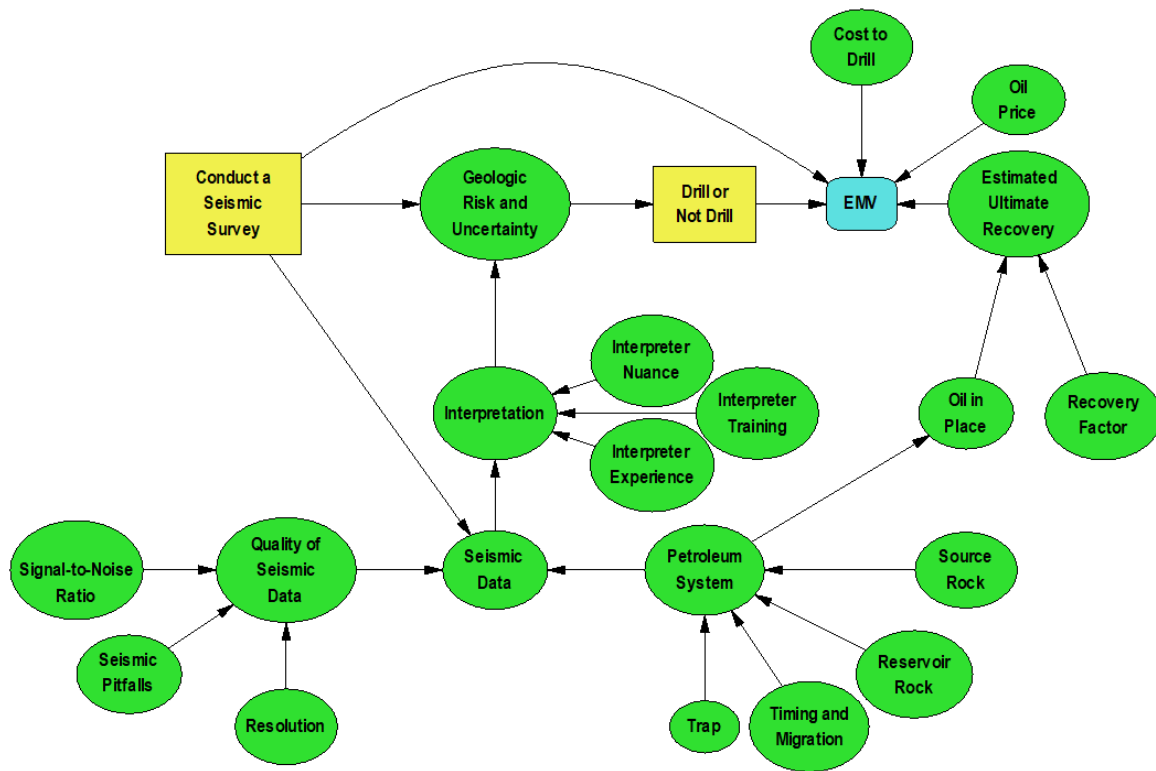 Cost to
Drill
Oil
Price
Conduct a
Seismic
Survey
Geologic
Risk and
Uncertainty
Drill or
Not Drill
EMV
Estimated
Ultimate
Recovery
Interpreter
Nuance
Interpretation
Interpreter
Training
Interpreter
Experience
Oil in
Place
Recovery
Factor
Signal-to-Noise
Ratio
Quality of
Seismic
Data
Seismic
Data
Petroleum
System
Source
Rock
Seismic
Pitfalls
Reservoir
Rock
Resolution
Trap
Timing and
Migration